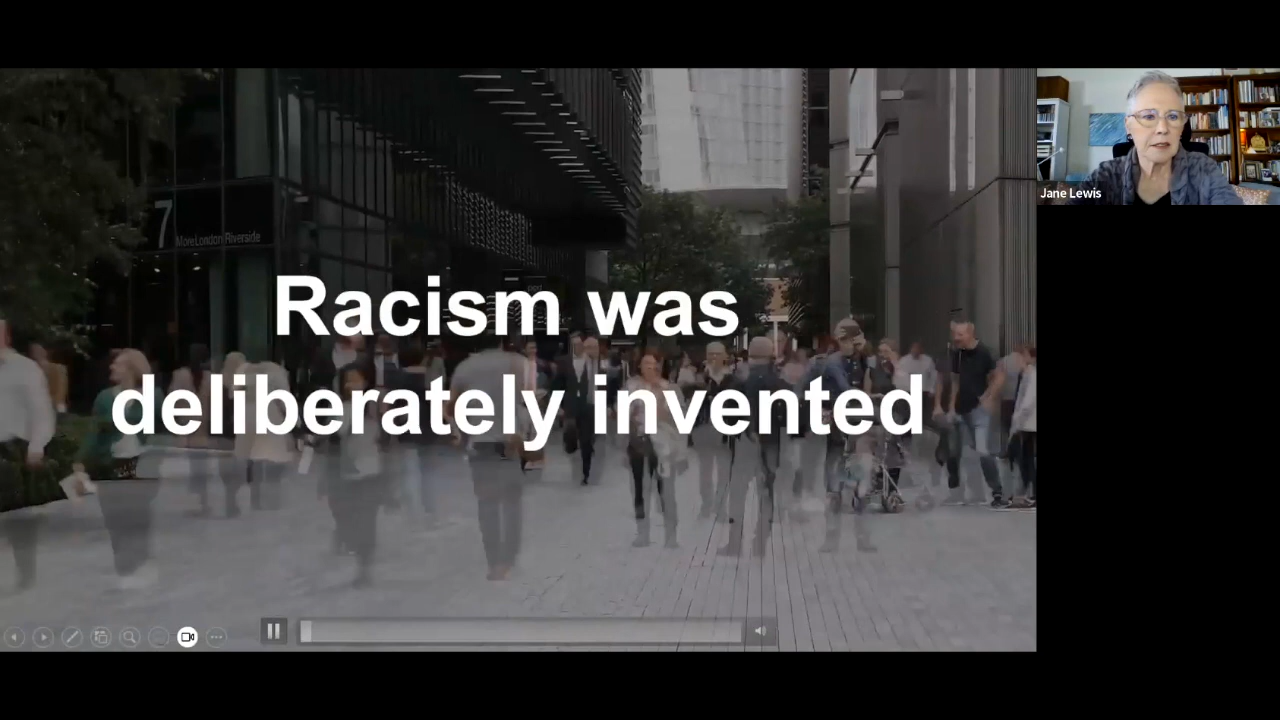 7
More London Riverside
Racism was
deliberately invented
Jane Lewis